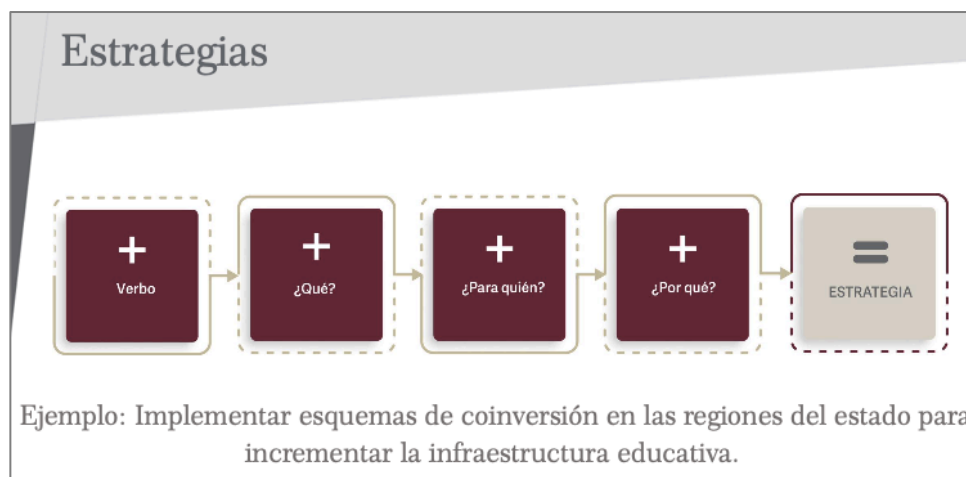 Estrategias
+ + + + =
Verbo ¿Qué? ¿Para quién? ¿Por qué? ESTRATEGIA
Ejemplo: Implementar esquemas de coinversión en las regiones del estado para
incrementar la infraestructura educativa.